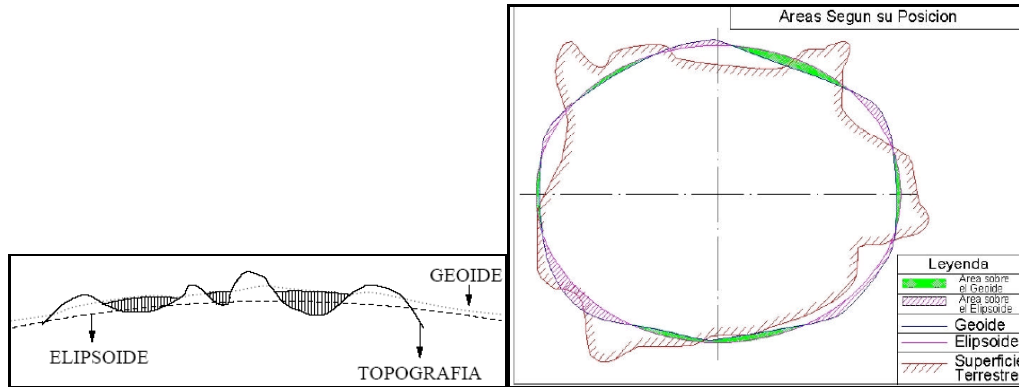 GEOIDE
ELIPSOIDE
TOPOGRAFIA
Areas Segun su Posicion
Leyenda
Area sobre
el Geoide
Area sobre
el Elipsoide
Geoide
Elipsoide
Superficie
Terrestre